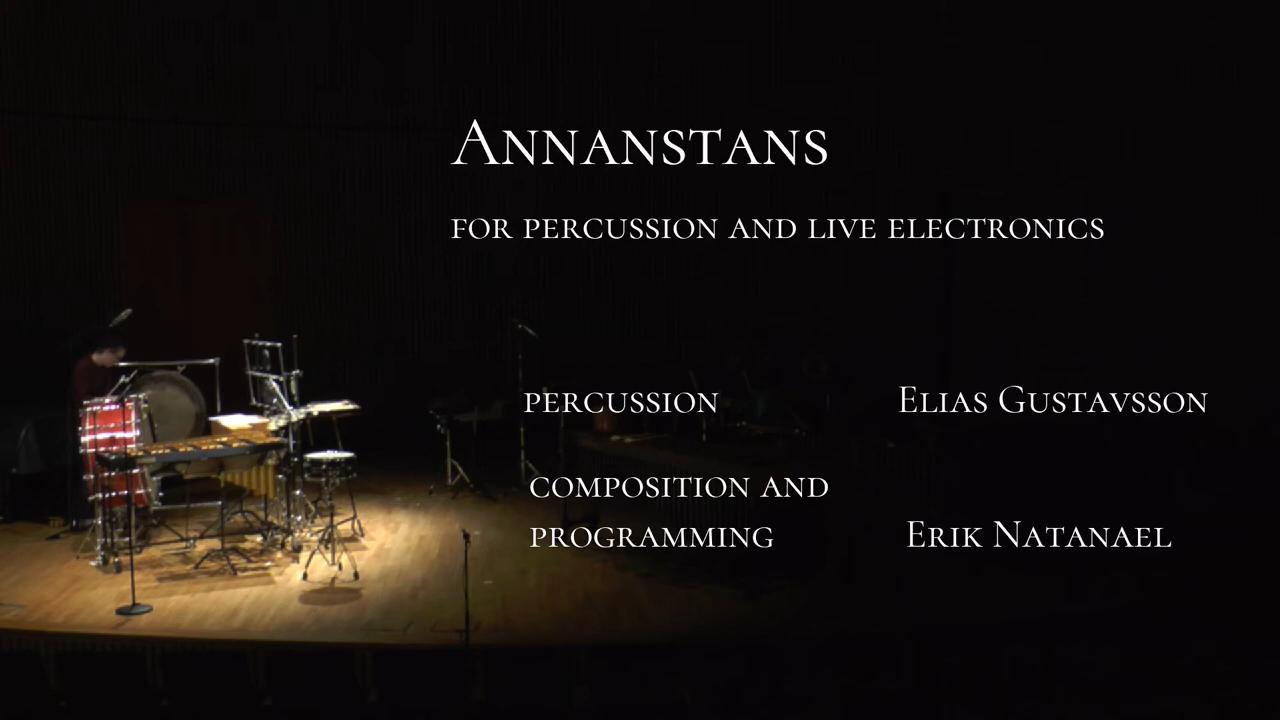 Annanstans
for percussion and live electronics
percussion Elias Gustavsson
composition and
programming Erik Natanael